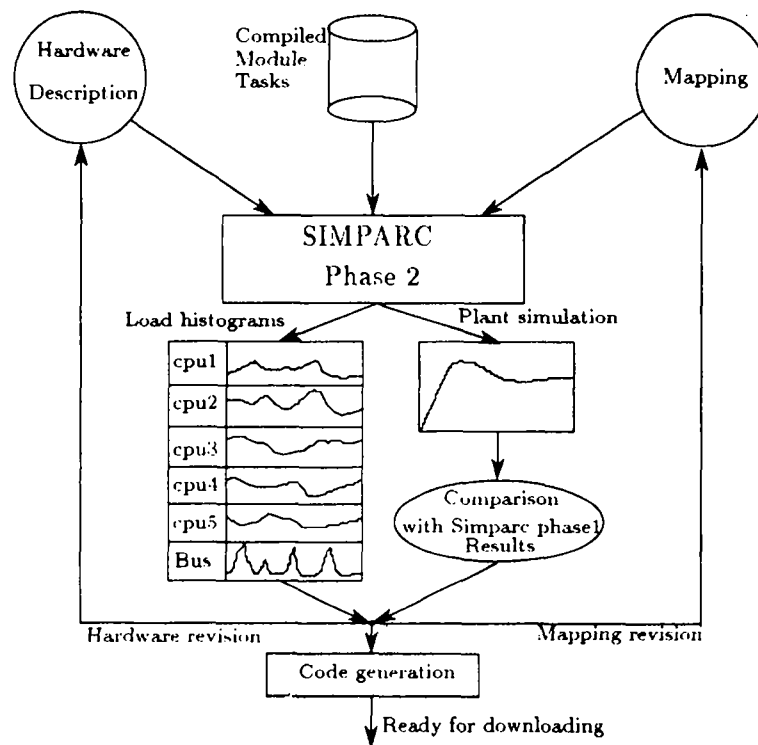 Hardware
Description
Compiled
Module
Tasks
Mapping
SIMPARC
Phase 2
Load histograms
Plant simulation
cpu1
cpu2
cpu3
cpu4
cpu5
Bus
Comparison
with Simparc phase1
Results
Hardware revision
Mapping revision
Code generation
Ready for downloading